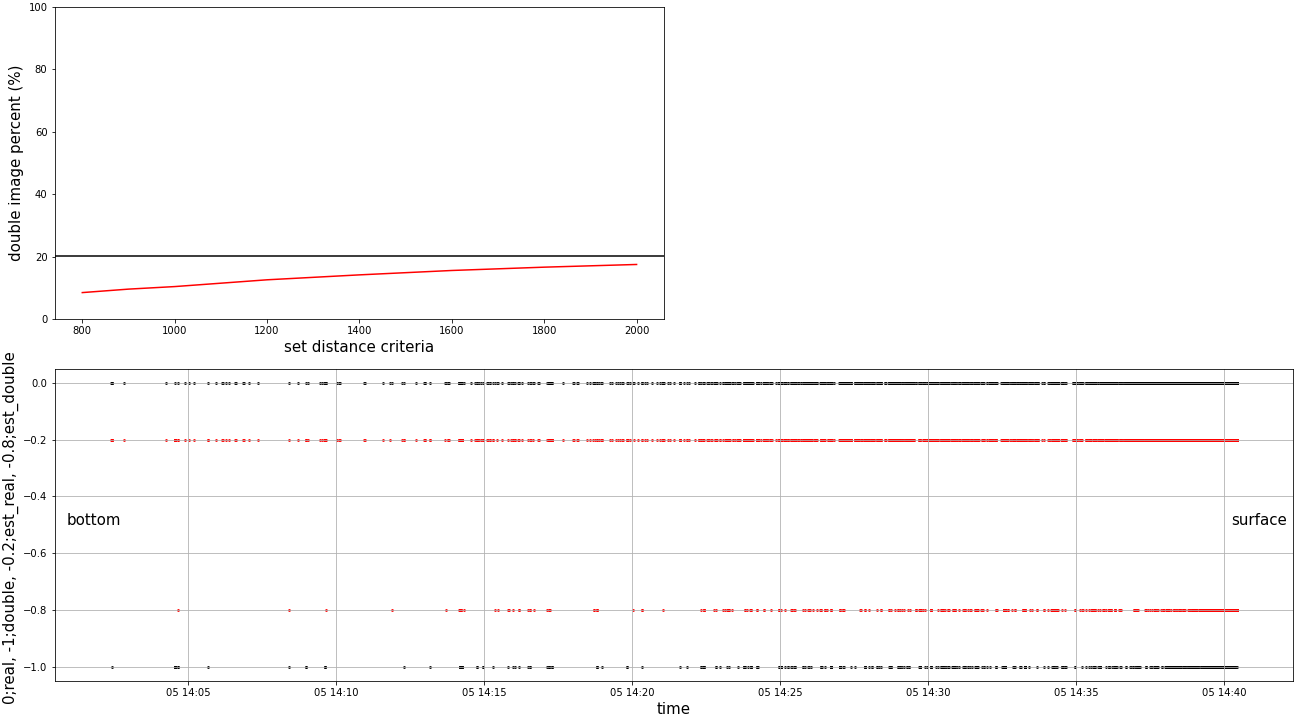 100
80
60
40
20
0
double image percent (%)
800 1000 1200 1400 1600 1800 2000
set distance criteria
0.0
−0.2
−0.4
−0.6
−0.8
−1.0
0;real, -1;double, -0.2;est_real, -0.8;est_double
bottom
surface
05 14:05 05 14:10 05 14:15 05 14:20 05 14:25 05 14:30 05 14:35 05 14:40
time